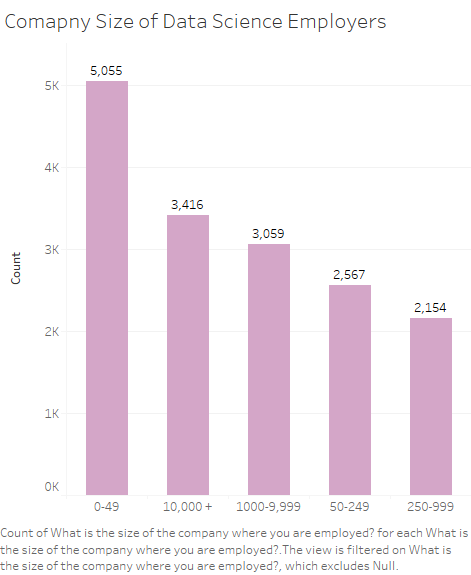 Comapny Size of Data Science Employers
5,055
5K
4K
3,416
3,059
3K
2,567
2,154
Count
2K
1K
0K
0-49 10,000 + 1000-9,999 50-249 250-999
Count of What is the size of the company where you are employed? for each What is
the size of the company where you are employed?.The view is filtered on What is
the size of the company where you are employed?, which excludes Null.